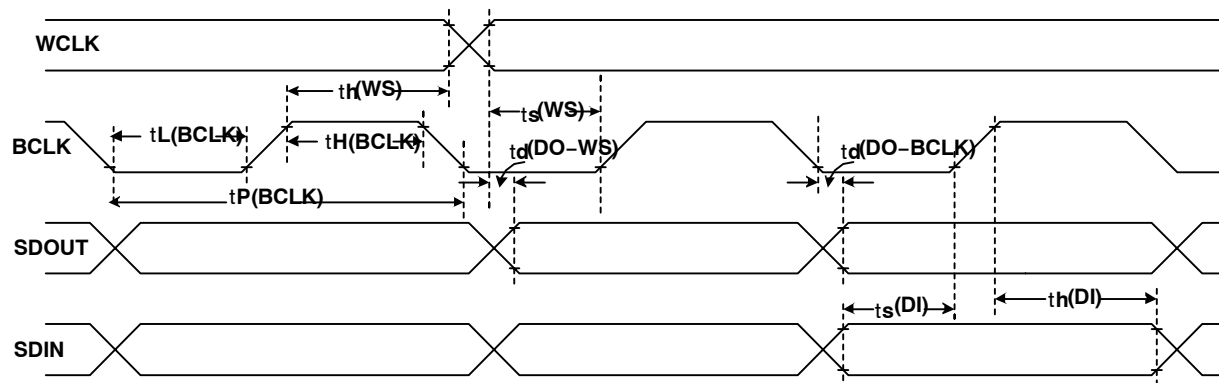 WCLK
th(WS)
ts(WS)
BCLK
tL(BCLK)
tH(BCLK)
td(DO−WS)
td(DO−BCLK)
tP(BCLK)
SDOUT
ts(DI)
th(DI)
SDIN